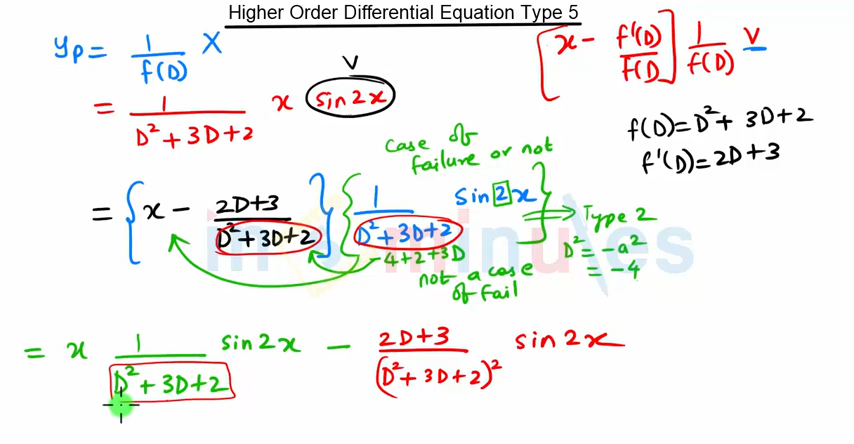 Higher Order Differential Equation Type 5
yp = 1/f(D) X
[x - f'(D)/f(D] 1/f(D) V
V
= 1/(D² + 3D + 2) x sin2x
f(D) = D² + 3D + 2
f'(D) = 2D + 3
case of failure or not
= {x - (2D+3)/(D² + 3D + 2)} {1/(D² + 3D + 2) sin2x}
-4+2+3D
not a case of fail
Type 2
D² = -a²
= -4
in 5 minutes
= x 1/(D² + 3D + 2) sin2x - (2D+3)/(D² + 3D + 2)² sin2x